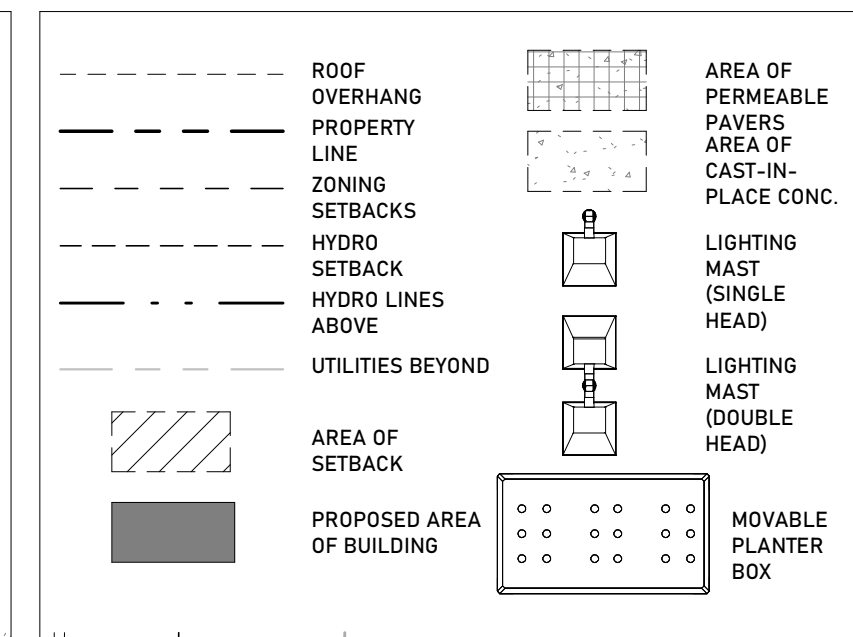 ROOF
OVERHANG
PROPERTY
LINE
ZONING
SETBACKS
HYDRO
SETBACK
HYDRO LINES
ABOVE
UTILITIES BEYOND
AREA OF
SETBACK
PROPOSED AREA
OF BUILDING
AREA OF
PERMEABLE
PAVERS
AREA OF
CAST-IN-
PLACE CONC.
LIGHTING
MAST
(SINGLE
HEAD)
LIGHTING
MAST
(DOUBLE
HEAD)
MOVABLE
PLANTER
BOX